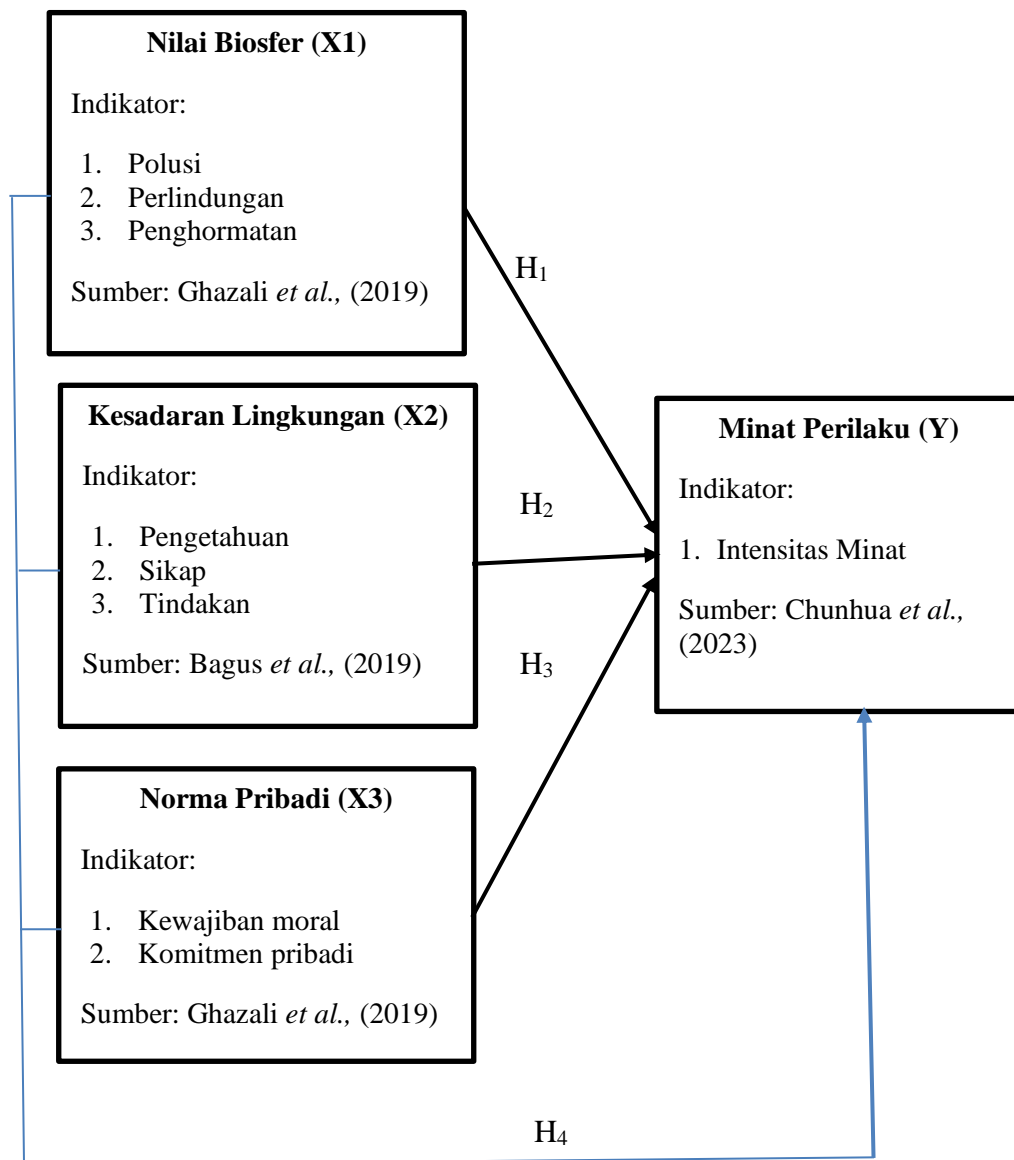 Nilai Biosfer (X1)
Indikator:
1. Polusi
2. Perlindungan
3. Penghormatan
Sumber: Ghazali et al., (2019)
H1
Kesadaran Lingkungan (X2)
Indikator:
1. Pengetahuan
2. Sikap
3. Tindakan
Sumber: Bagus et al., (2019)
H2
H3
Minat Perilaku (Y)
Indikator:
1. Intensitas Minat
Sumber: Chunhua et al.,
(2023)
Norma Pribadi (X3)
Indikator:
1. Kewajiban moral
2. Komitmen pribadi
Sumber: Ghazali et al., (2019)
H4